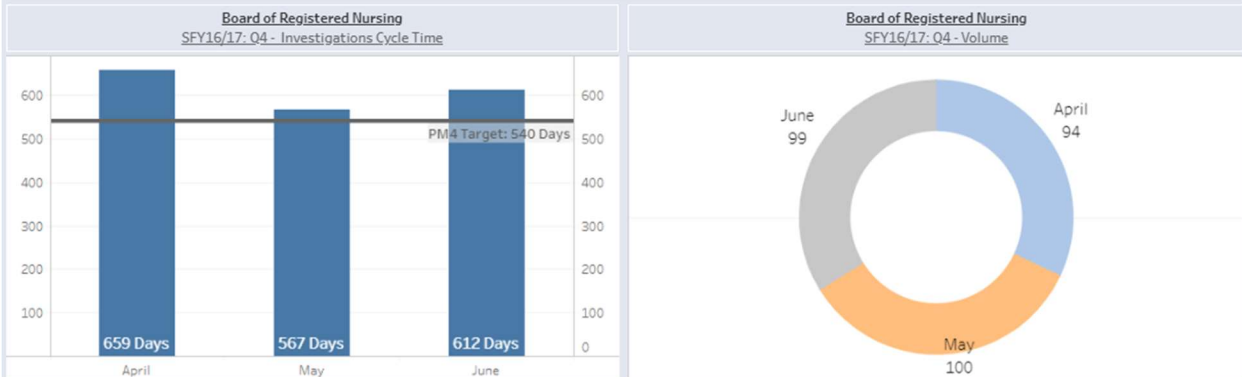 Board of Registered Nursing
SFY16/17: Q4 - Investigations Cycle Time
600
500
400
300
200
100
600
500
400
300
200
100
0
PM4 Target: 540 Days
659 Days
567 Days
612 Days
April
May
June
Board of Registered Nursing
SFY16/17: Q4 - Volume
June
99
April
94
May
100